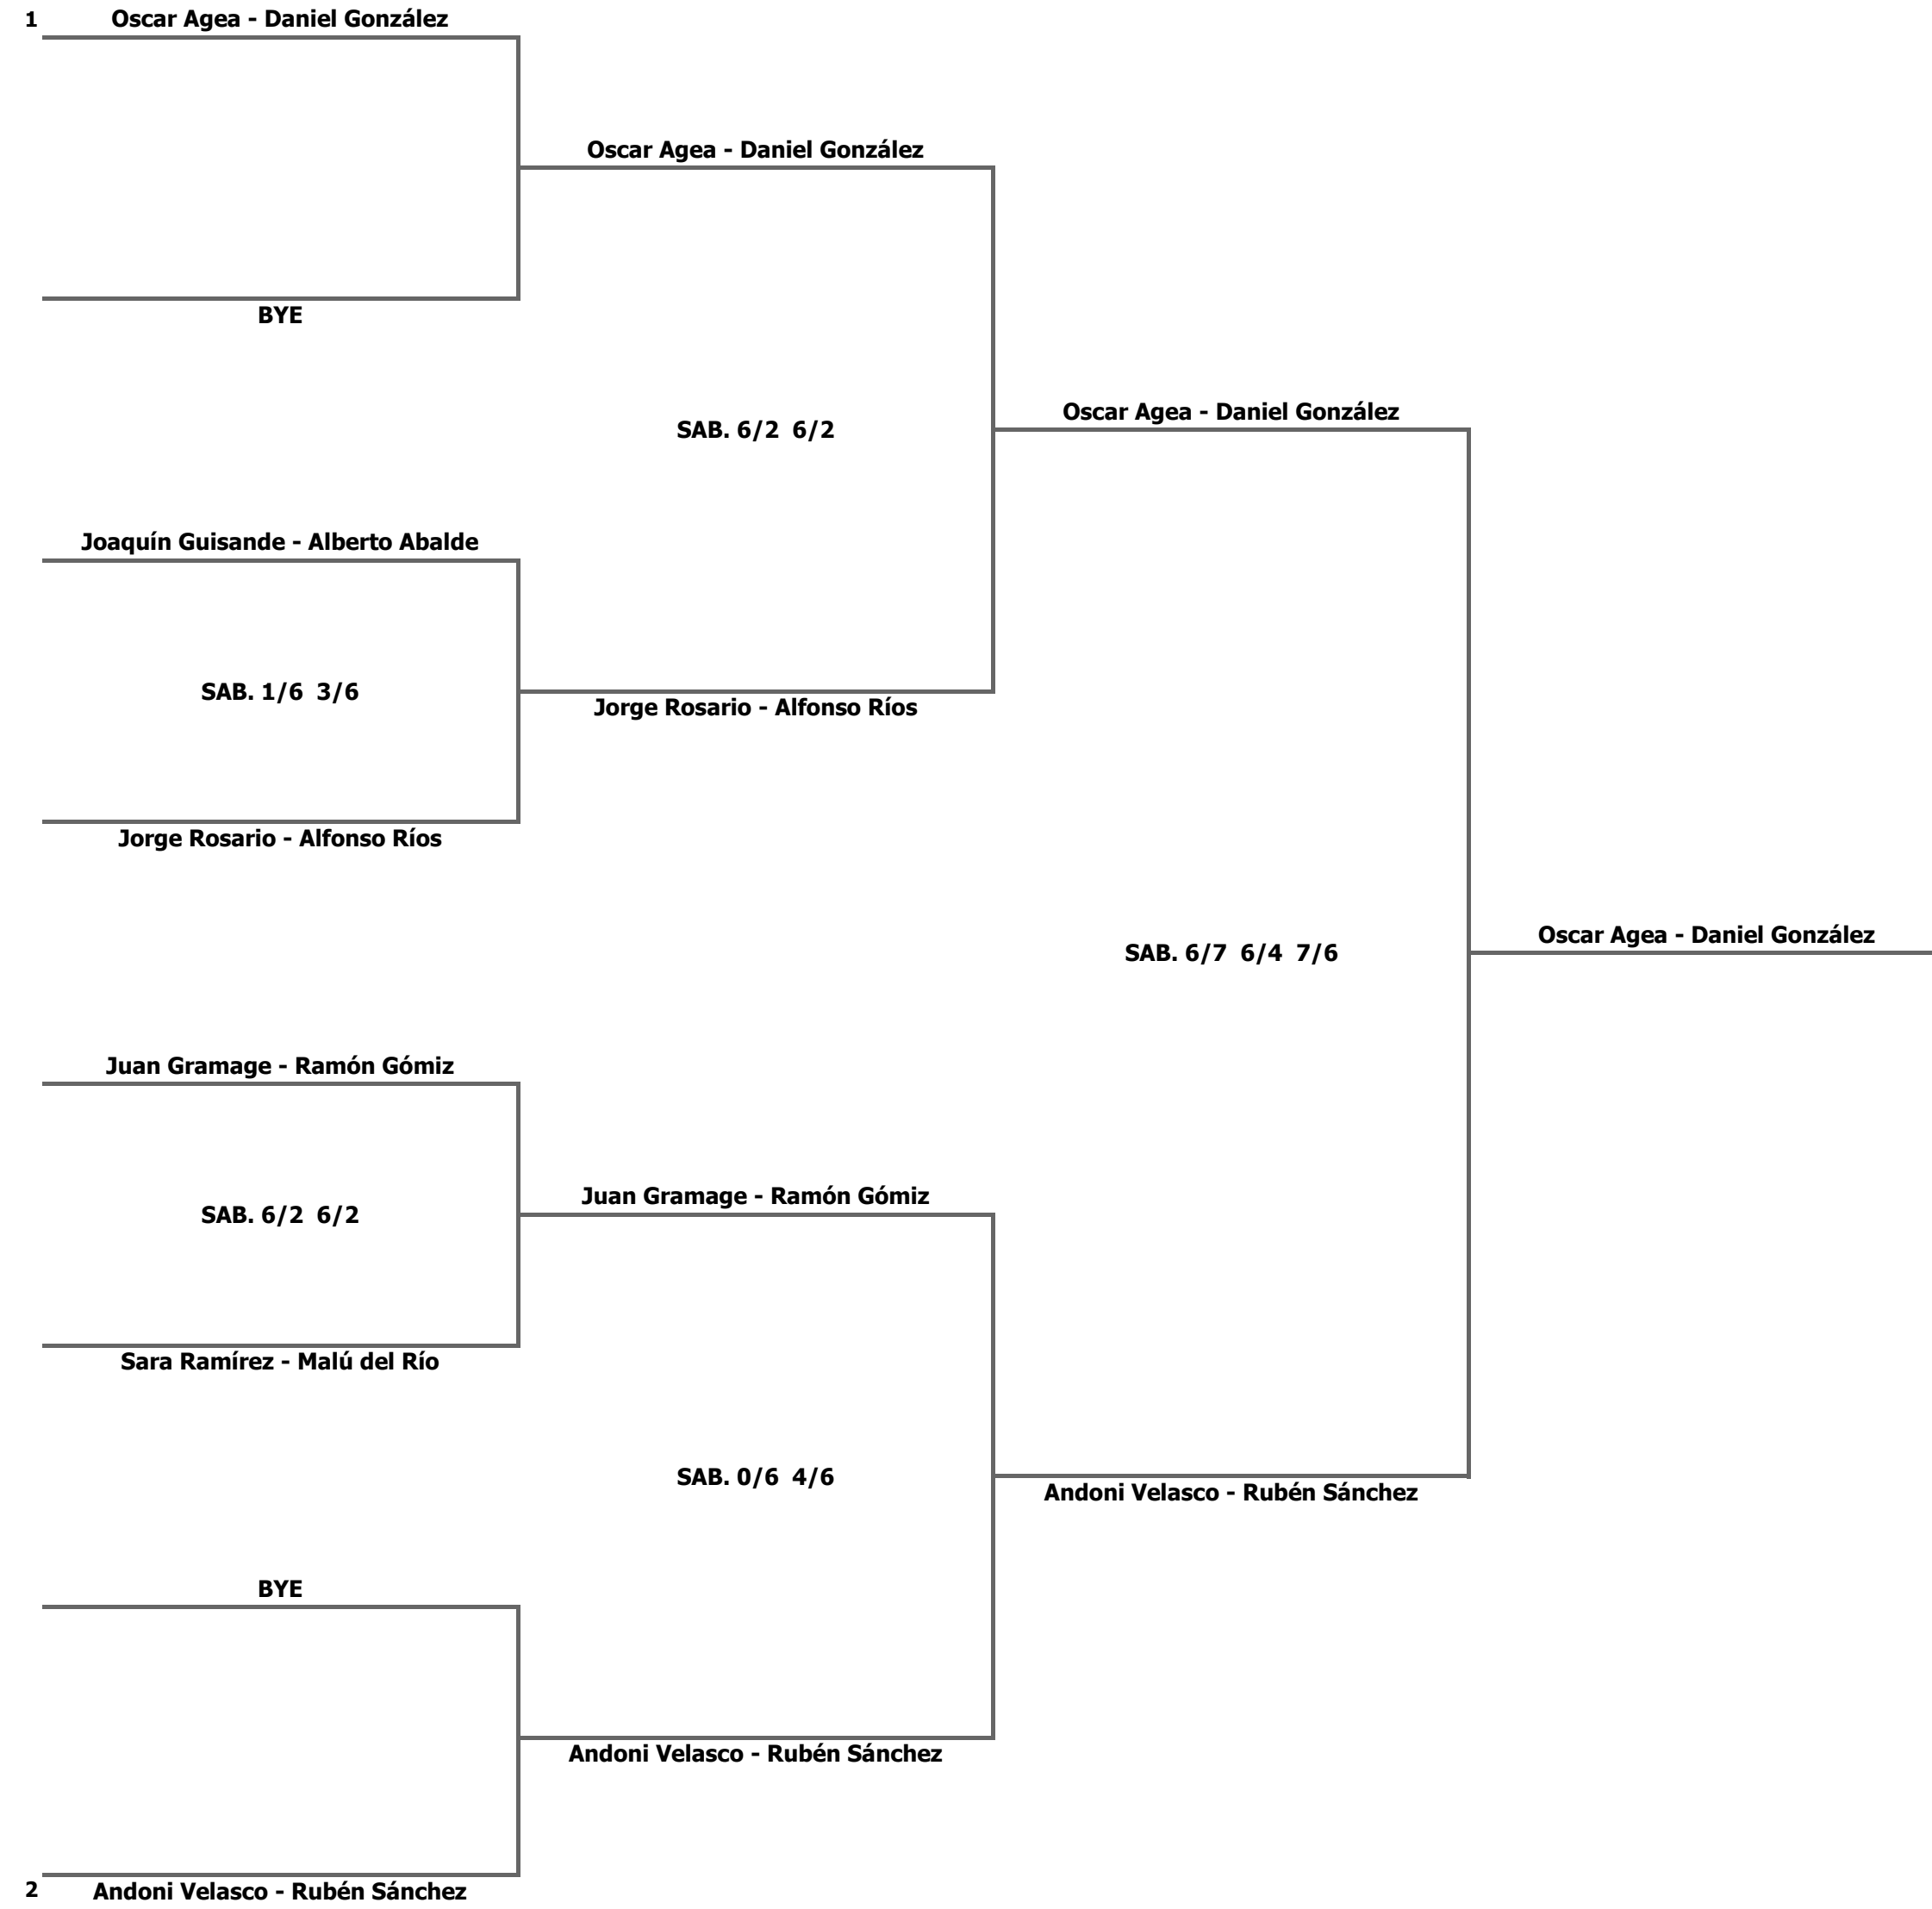 1 Oscar Agea - Daniel González
Oscar Agea - Daniel González
BYE
Oscar Agea - Daniel González
SAB. 6/2 6/2
Joaquín Guisande - Alberto Abalde
SAB. 1/6 3/6
Jorge Rosario - Alfonso Ríos
Jorge Rosario - Alfonso Ríos
Oscar Agea - Daniel González
SAB. 6/7 6/4 7/6
Juan Gramage - Ramón Gómiz
Juan Gramage - Ramón Gómiz
SAB. 6/2 6/2
Sara Ramírez - Malú del Río
SAB. 0/6 4/6
Andoni Velasco - Rubén Sánchez
BYE
Andoni Velasco - Rubén Sánchez
2 Andoni Velasco - Rubén Sánchez